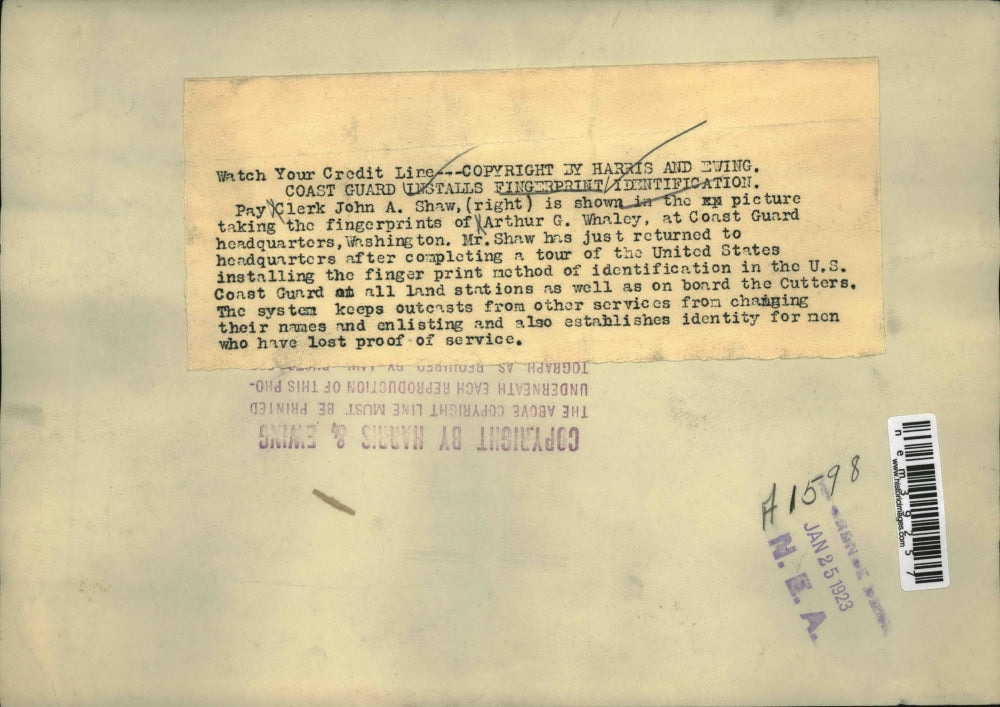 Watch Your Credit Line---COPYRIGHT BY HARRIS AND EWING.
COAST GUARD INSTALLS FINGERPRINT IDENTIFICATION.
Pay Clerk John A. Shaw, (right) is shown in the xx picture
taking the fingerprints of Arthur G. Whaley, at Coast Guard
headquarters, Washington. Mr. Shaw has just returned to
headquarters after completing a tour of the United States
installing the finger print method of identification in the U.S.
Coast Guard at all land stations as well as on board the Cutters.
The system keeps outcasts from other services from changing
their names and enlisting and also establishes identity for men
who have lost proof of service.
COPYRIGHT BY HARRIS & EWING
THE ABOVE COPYRIGHT LINE MUST BE PRINTED
UNDERNEATH EACH REPRODUCTION OF THIS PHO-
TOGRAPH AS REQUIRED BY LAW
A1598
JAN 25 1923
N. E. A.
nem39257
www.historicimages.com